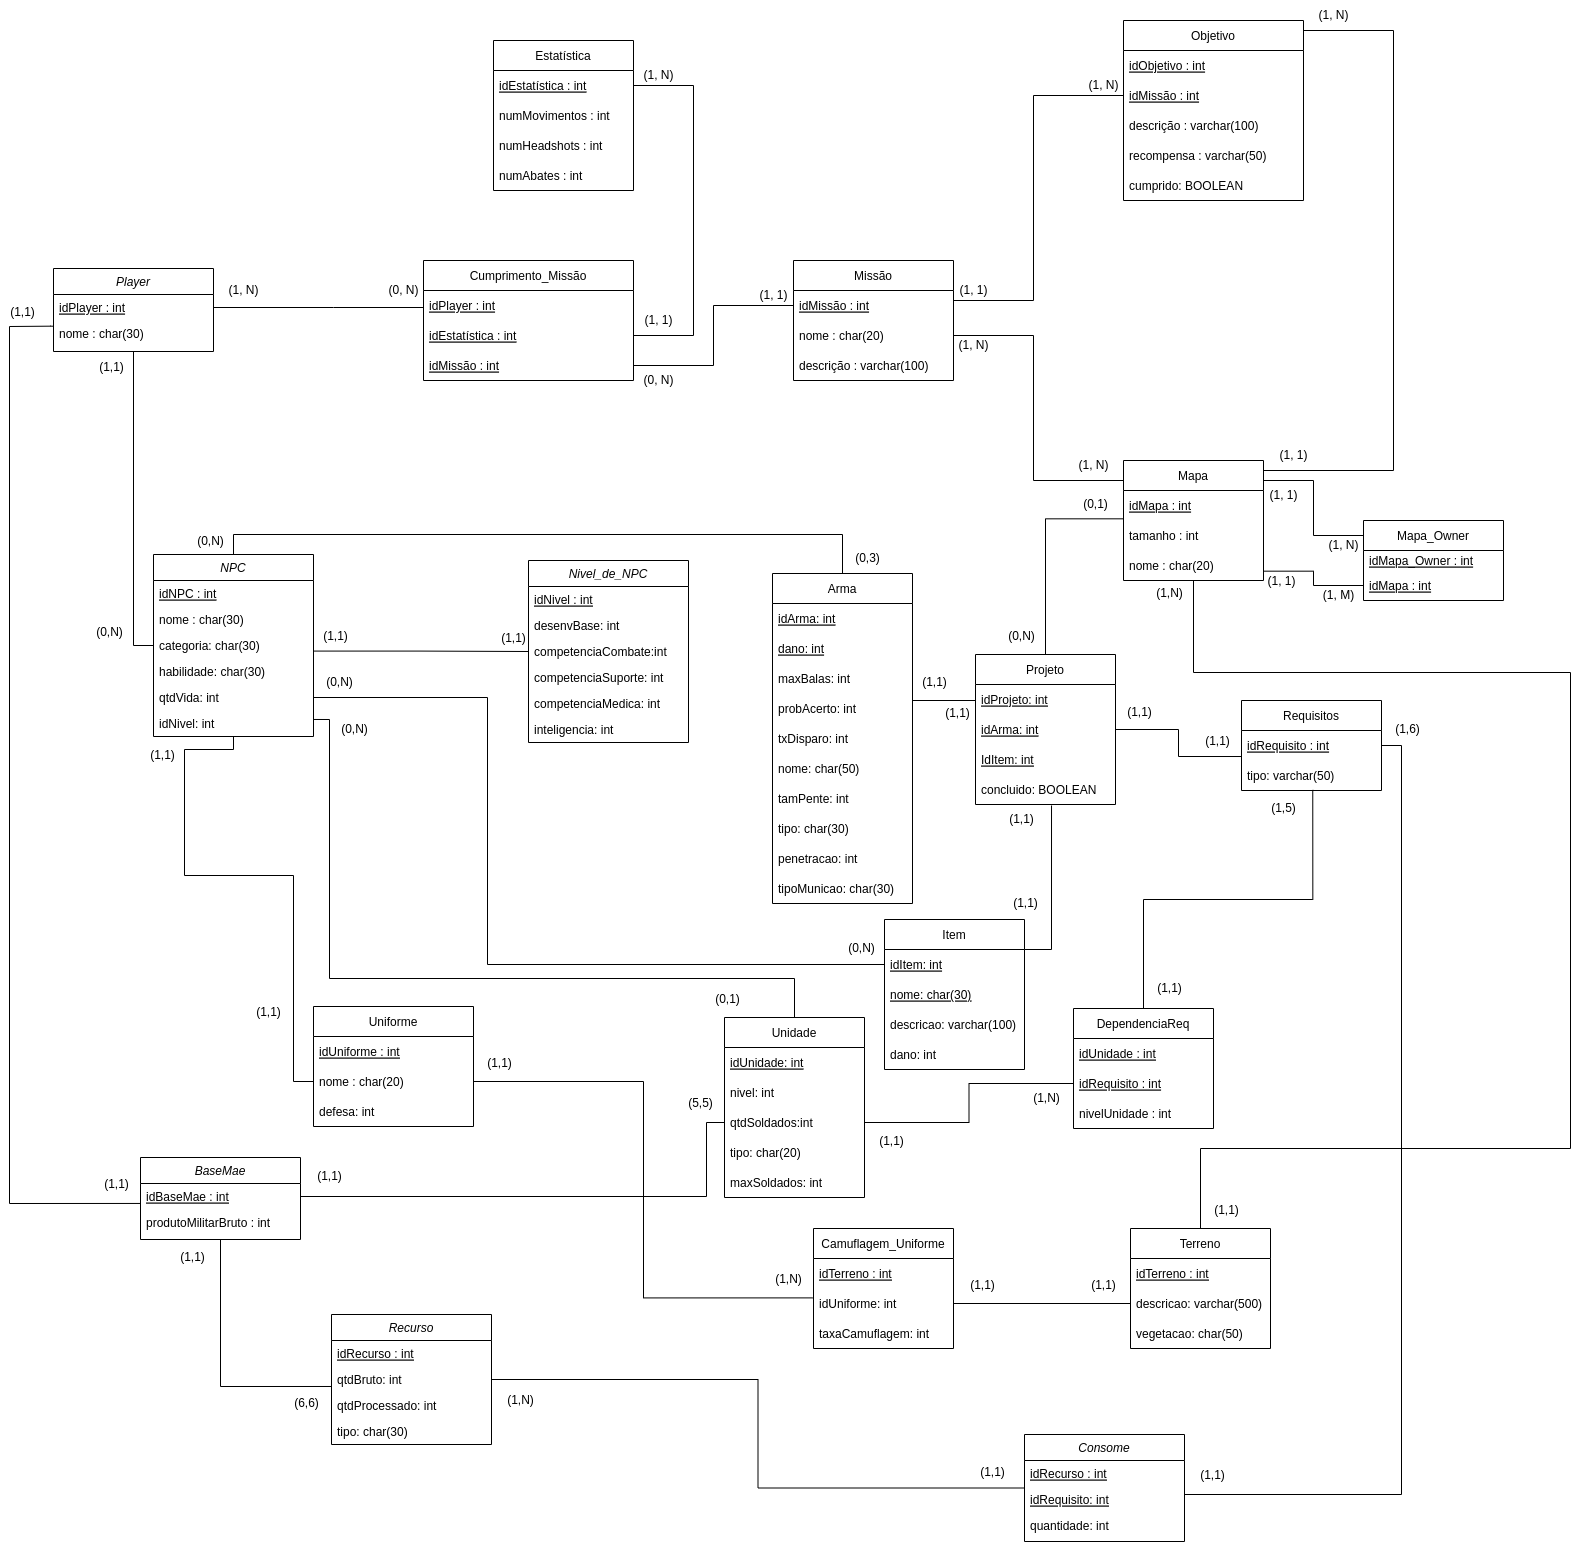 (1, N)
Objetivo
idObjetivo : int
idMissão : int
descrição : varchar(100)
recompensa : varchar(50)
cumprido: BOOLEAN
(1, N)
Estatística
idEstatística : int
numMovimentos : int
numHeadshots : int
numAbates : int
(1, N)
Player
idPlayer : int
nome : char(30)
(1,1)
(1, N)
(0, N)
(1,1)
Cumprimento_Missão
idPlayer : int
idEstatística : int
idMissão : int
(1, 1)
(0, N)
(1, 1)
Missão
idMissão : int
nome : char(20)
descrição : varchar(100)
(1, 1)
(1, N)
(1, N)
(1, 1)
Mapa
idMapa : int
tamanho : int
nome : char(20)
(1, 1)
(0,1)
(1, N)
(1, 1)
(1, M)
(1,N)
Mapa_Owner
idMapa_Owner : int
idMapa : int
(0,N)
NPC
idNPC : int
nome : char(30)
categoria: char(30)
habilidade: char(30)
qtdVida: int
idNivel: int
(0,N)
(1,1)
(1,1)
(0,N)
(0,N)
(1,1)
Nivel_de_NPC
idNivel : int
desenvBase: int
competenciaCombate:int
competenciaSuporte: int
competenciaMedica: int
inteligencia: int
(0,3)
Arma
idArma: int
dano: int
maxBalas: int
probAcerto: int
txDisparo: int
nome: char(50)
tamPente: int
tipo: char(30)
penetracao: int
tipoMunicao: char(30)
(1,1)
(1,1)
(0,N)
Projeto
idProjeto: int
idArma: int
IdItem: int
concluido: BOOLEAN
(1,1)
(1,1)
(1,1)
Requisitos
idRequisito : int
tipo: varchar(50)
(1,6)
(1,5)
(1,1)
(0,N)
Item
idItem: int
nome: char(30)
descricao: varchar(100)
dano: int
(1,1)
Uniforme
idUniforme : int
nome : char(20)
defesa: int
(1,1)
(0,1)
Unidade
idUnidade: int
nivel: int
qtdSoldados:int
tipo: char(20)
maxSoldados: int
(5,5)
(1,1)
(1,N)
(1,1)
DependenciaReq
idUnidade : int
idRequisito : int
nivelUnidade : int
(1,1)
BaseMae
idBaseMae : int
produtoMilitarBruto : int
(1,1)
(1,1)
(1,N)
Camuflagem_Uniforme
idTerreno : int
idUniforme: int
taxaCamuflagem: int
(1,1)
(1,1)
(1,1)
Terreno
idTerreno : int
descricao: varchar(500)
vegetacao: char(50)
Recurso
idRecurso : int
qtdBruto: int
qtdProcessado: int
tipo: char(30)
(6,6)
(1,N)
(1,1)
Consome
idRecurso : int
idRequisito: int
quantidade: int
(1,1)